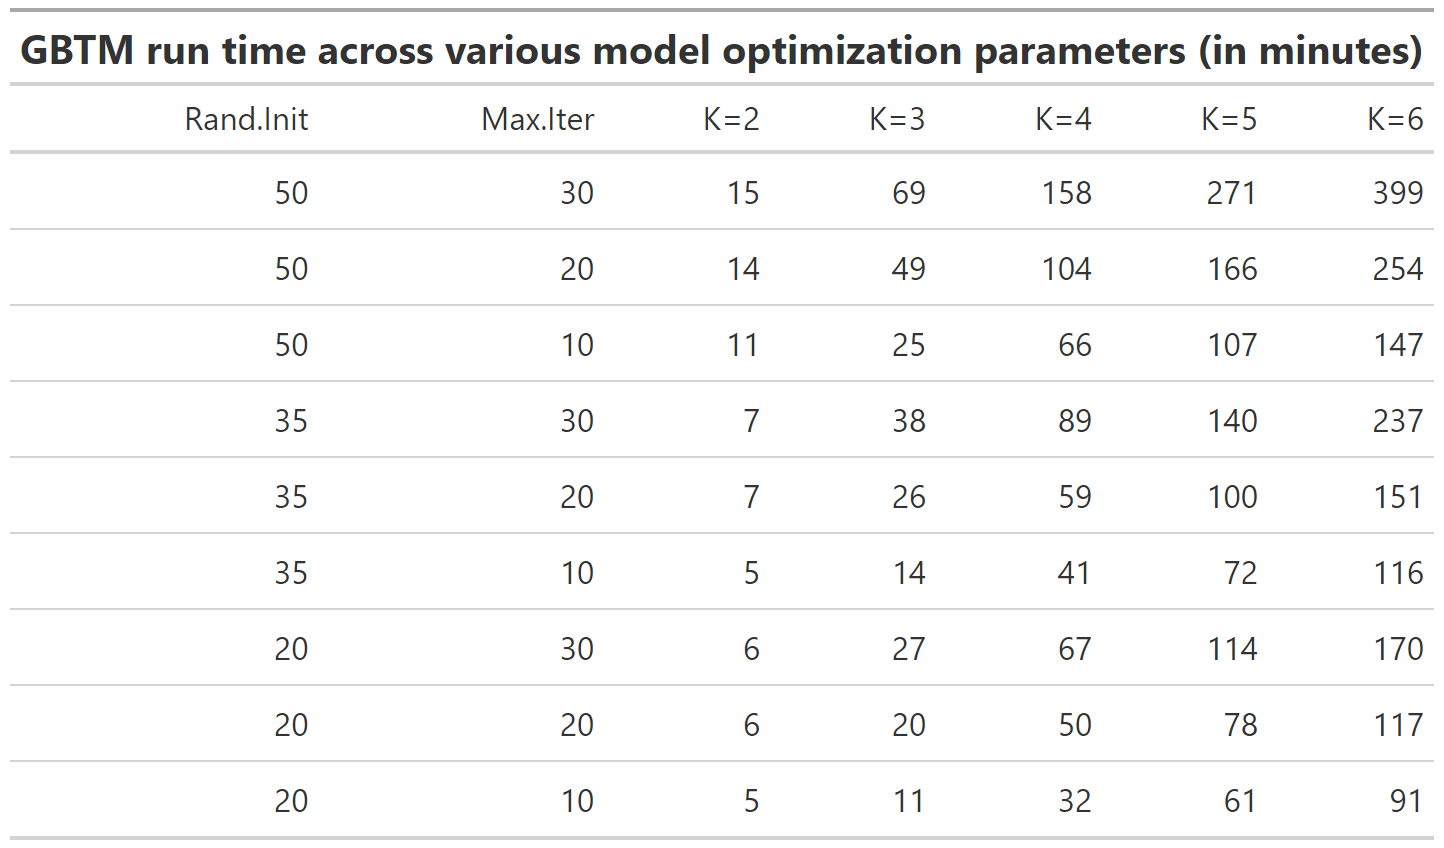 GBTM run time across various model optimization parameters (in minutes)
Rand.Init Max.Iter K=2 K=3 K=4 K=5 K=6
50 30 15 69 158 271 399
50 20 14 49 104 166 254
50 10 11 25 66 107 147
35 30 7 38 89 140 237
35 20 7 26 59 100 151
35 10 5 14 41 72 116
20 30 6 27 67 114 170
20 20 6 20 50 78 117
20 10 5 11 32 61 91